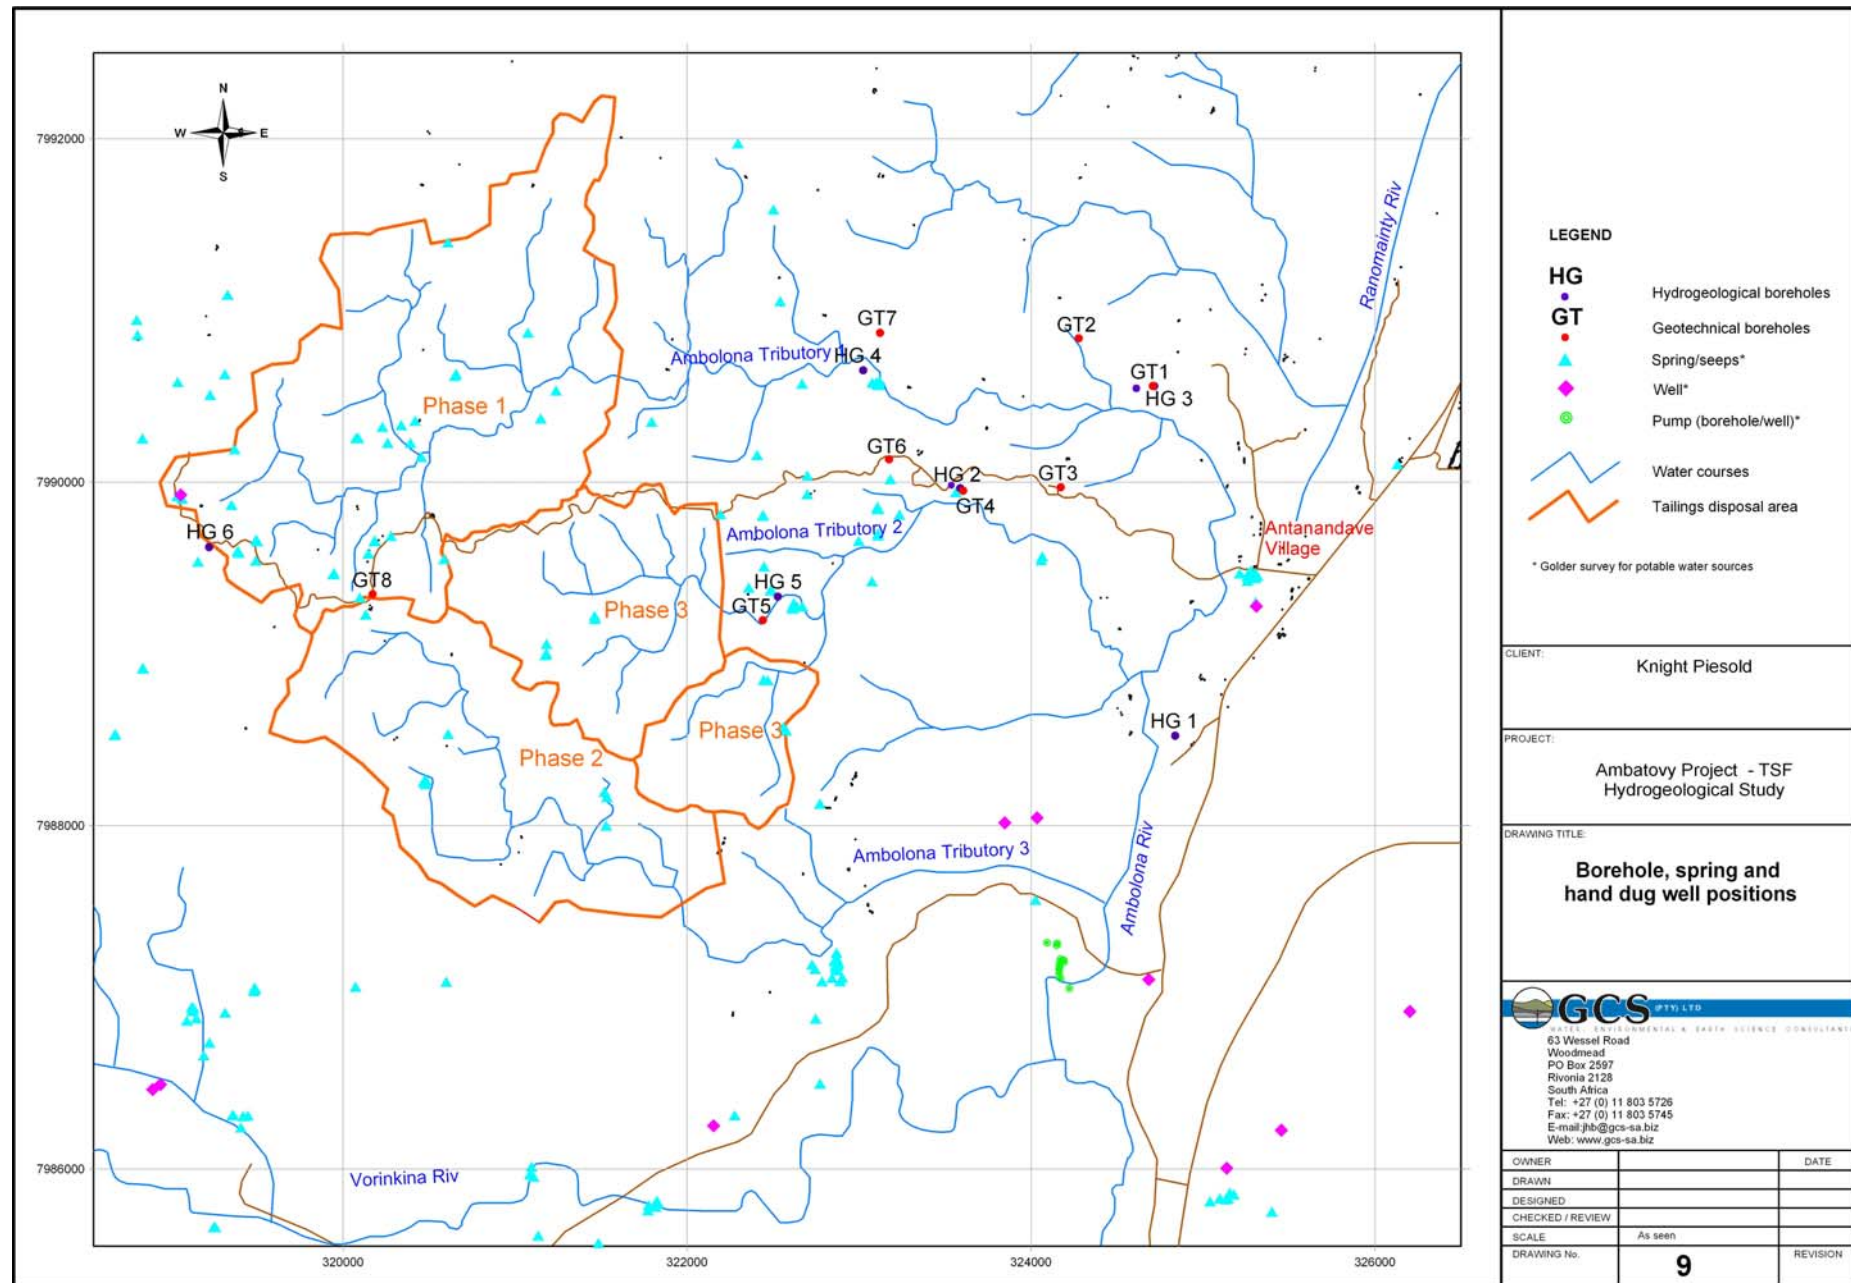 N
W E
S
7992000
7990000
7988000
7986000
320000
322000
324000
326000
Ranomainty Riv
GT7
GT2
Ambolona Tributory
HG 4
GT1
HG 3
Phase 1
GT6
HG 2
GT3
GT4
Ambolona Tributory 2
Antanandave
Village
HG 6
GT8
HG 5
GT5
Phase 3
Phase 3
HG 1
Phase 2
Ambolona Tributory 3
Ambolona Riv
Vorinkina Riv
LEGEND
HG
Hydrogeological boreholes
GT
Geotechnical boreholes
Spring/seeps*
Well*
Pump (borehole/well)*
Water courses
Tailings disposal area
* Golder survey for potable water sources
CLIENT:
Knight Piesold
PROJECT:
Ambatovy Project - TSF
Hydrogeological Study
DRAWING TITLE:
Borehole, spring and
hand dug well positions
GCS (PTY) LTD
WATER, ENVIRONMENTAL & EARTH SCIENCE
63 Wessel Road
Woodmead
PO Box 2597
Rivonia 2128
South Africa
Tel: +27 (0) 11 803 5726
Fax: +27 (0) 11 803 5745
E-mail:jhb@gcs-sa.biz
Web: www.gcs-sa.biz
OWNER DATE
DRAWN
DESIGNED
CHECKED / REVIEW
SCALE As seen
DRAWING No. 9 REVISION